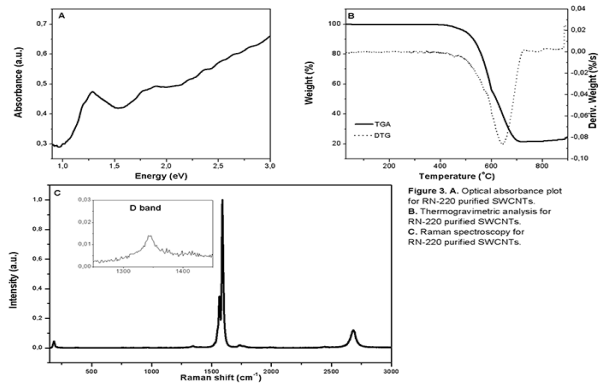 A
0,7
0,6
0,5
0,4
0,3
Absorbance (a.u.)
1,0 1,5 2,0 2,5 3,0
Energy (eV)
B
100
80
60
40
20
Weight (%)
0 200 400 600 800
Temperature (°C)
0,04
0,02
0,00
-0,02
-0,04
-0,06
-0,08
-0,10
Deriv. Weight (%/s)
TGA
DTG
C
1,0
0,8
0,6
0,4
0,2
0,0
Intensity (a.u.)
500 1000 1500 2000 2500 3000
Raman shift (cm⁻¹)
D band
0,03
0,02
0,01
0,00
1300 1400
Figure 3. A. Optical absorbance plot
for RN-220 purified SWCNTs.
B. Thermogravimetric analysis for
RN-220 purified SWCNTs.
C. Raman spectroscopy for
RN-220 purified SWCNTs.